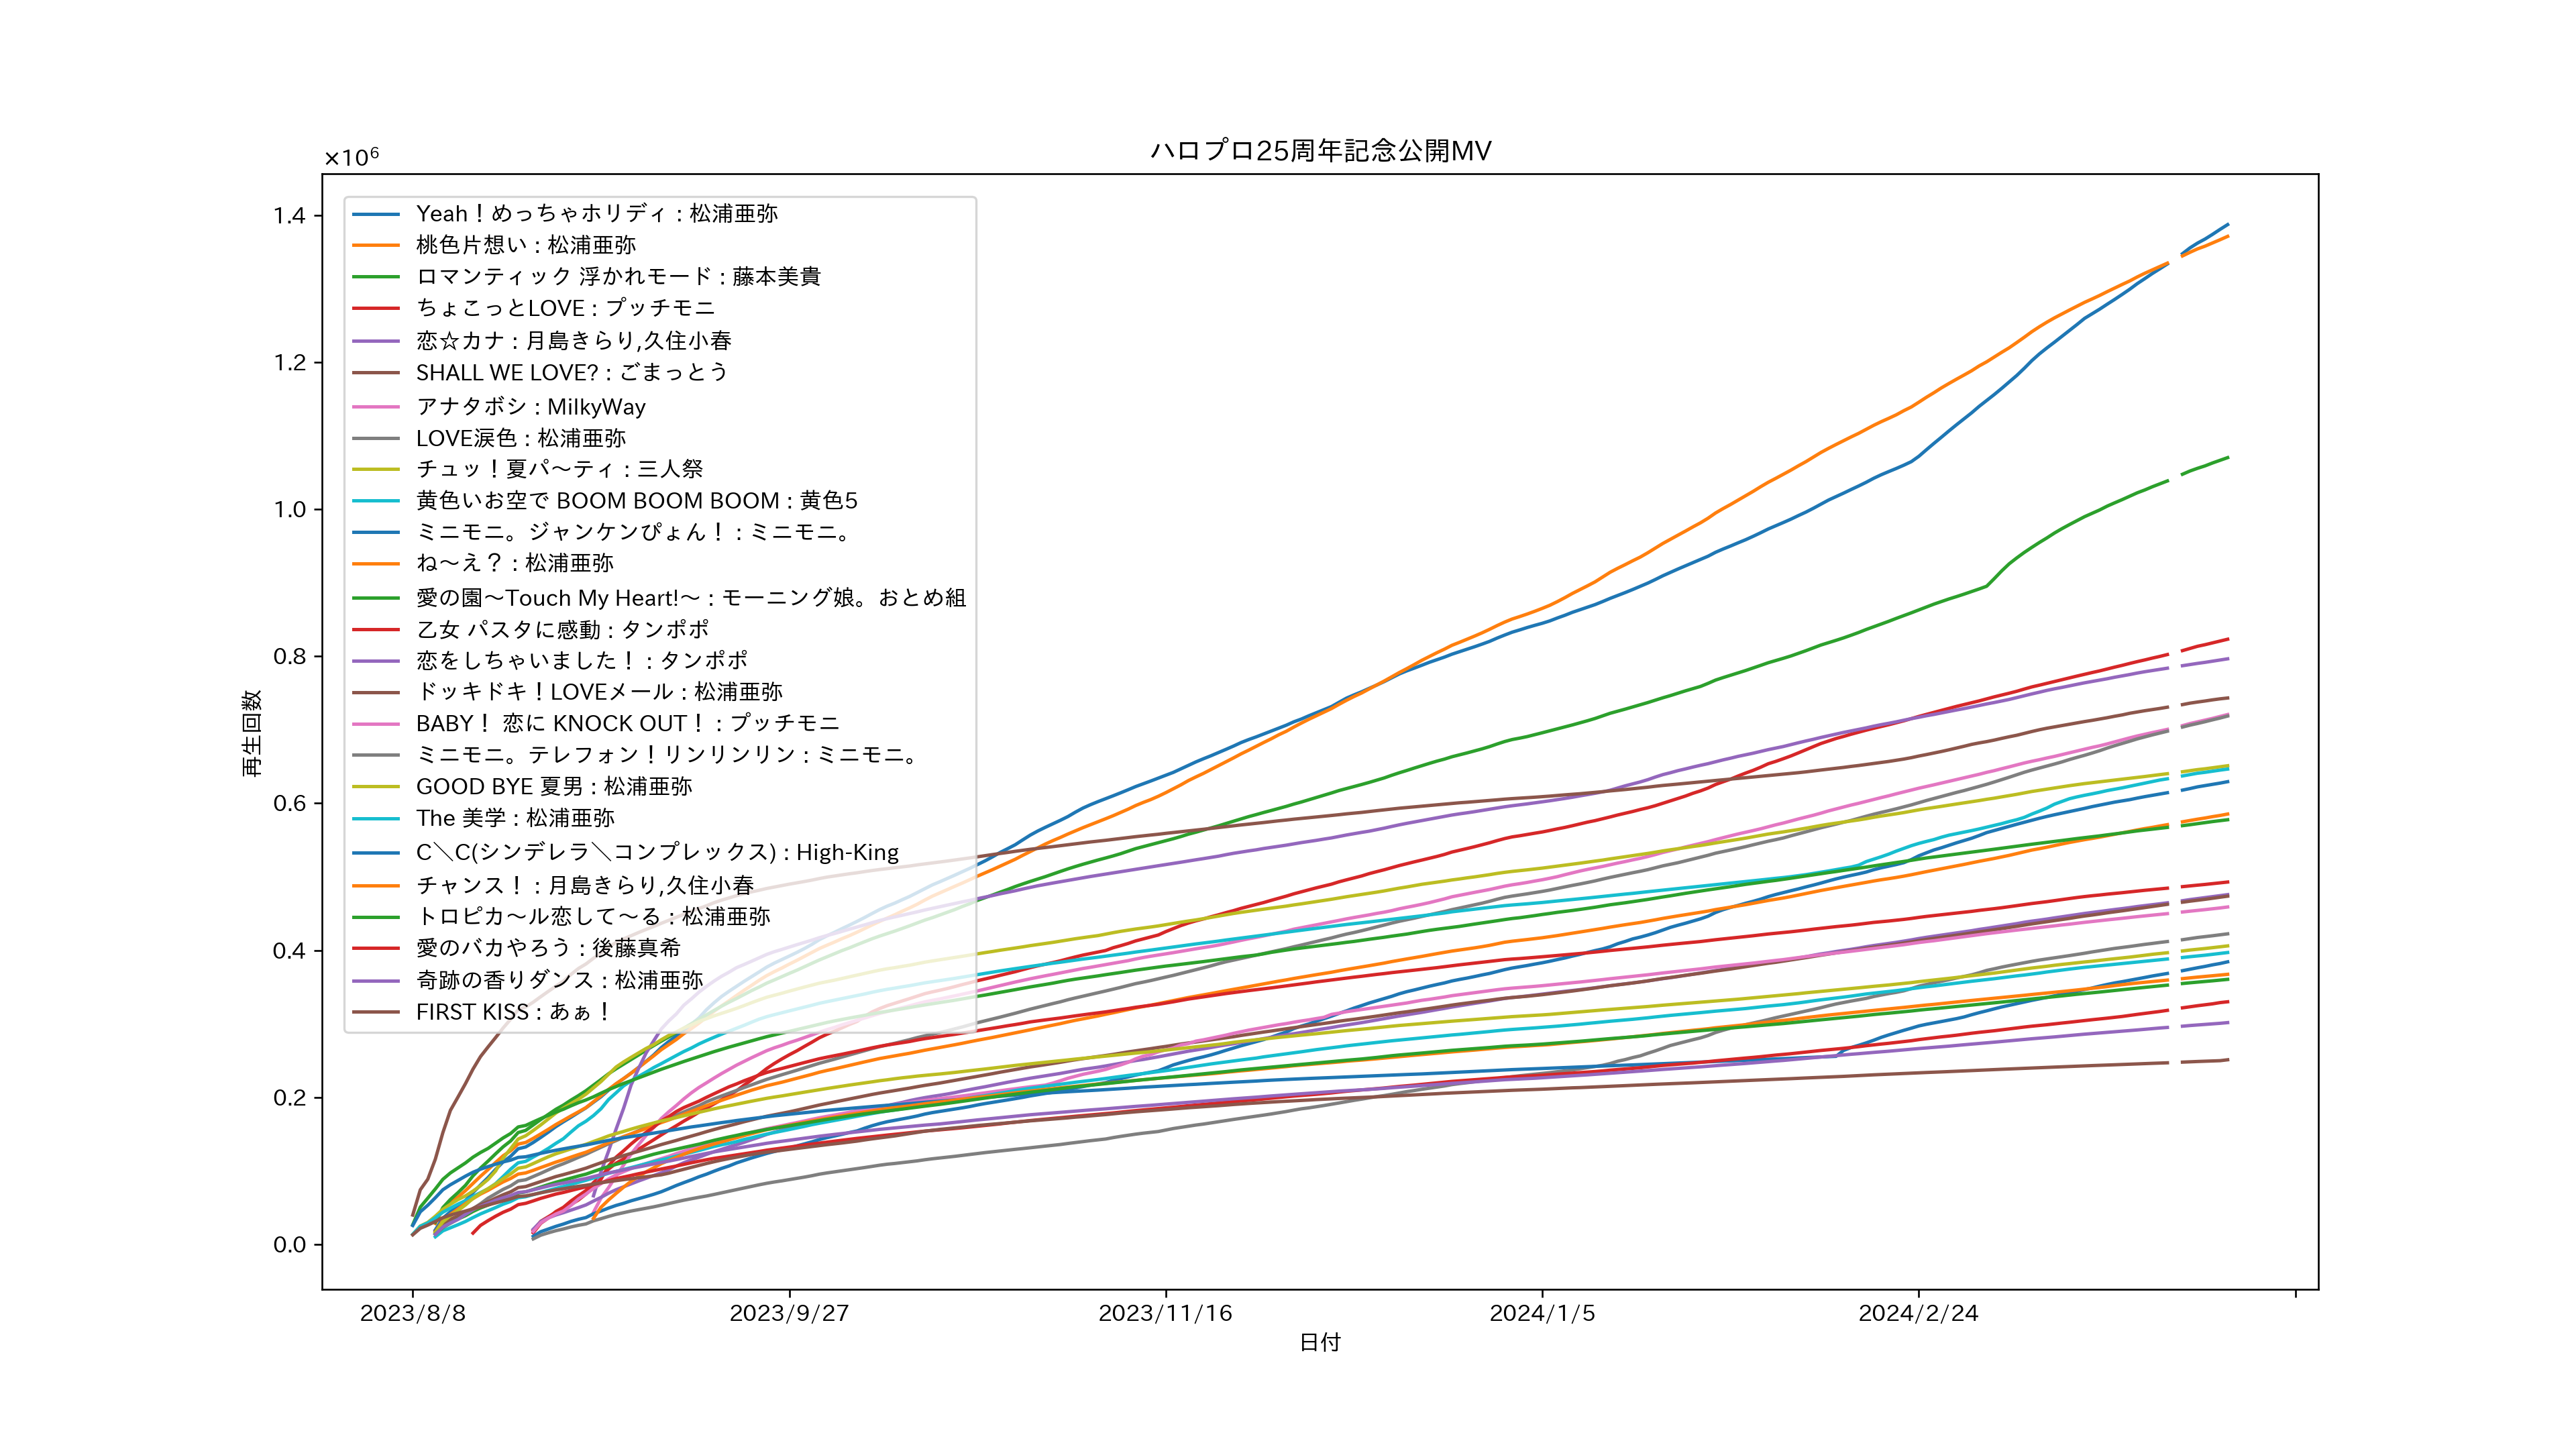 ハロプロ25周年記念公開MV
×10⁶
1.4
1.2
1.0
0.8
0.6
0.4
0.2
0.0
再生回数
Yeah！めっちゃホリディ : 松浦亜弥
桃色片想い : 松浦亜弥
ロマンティック 浮かれモード : 藤本美貴
ちょこっとLOVE : プッチモニ
恋☆カナ : 月島きらり,久住小春
SHALL WE LOVE? : ごまっとう
アナタボシ : MilkyWay
LOVE涙色 : 松浦亜弥
チュッ！夏パ〜ティ : 三人祭
黄色いお空で BOOM BOOM BOOM : 黄色5
ミニモニ。ジャンケンぴょん！ : ミニモニ。
ね〜え？ : 松浦亜弥
愛の園〜Touch My Heart!〜 : モーニング娘。おとめ組
乙女 パスタに感動 : タンポポ
恋をしちゃいました！ : タンポポ
ドッキドキ！LOVEメール : 松浦亜弥
BABY！ 恋に KNOCK OUT！ : プッチモニ
ミニモニ。テレフォン！リンリンリン : ミニモニ。
GOOD BYE 夏男 : 松浦亜弥
The 美学 : 松浦亜弥
C＼C(シンデレラ＼コンプレックス) : High-King
チャンス！ : 月島きらり,久住小春
トロピカ〜ル恋して〜る : 松浦亜弥
愛のバカやろう : 後藤真希
奇跡の香りダンス : 松浦亜弥
FIRST KISS : あぁ！
2023/8/8
2023/9/27
2023/11/16
2024/1/5
2024/2/24
日付